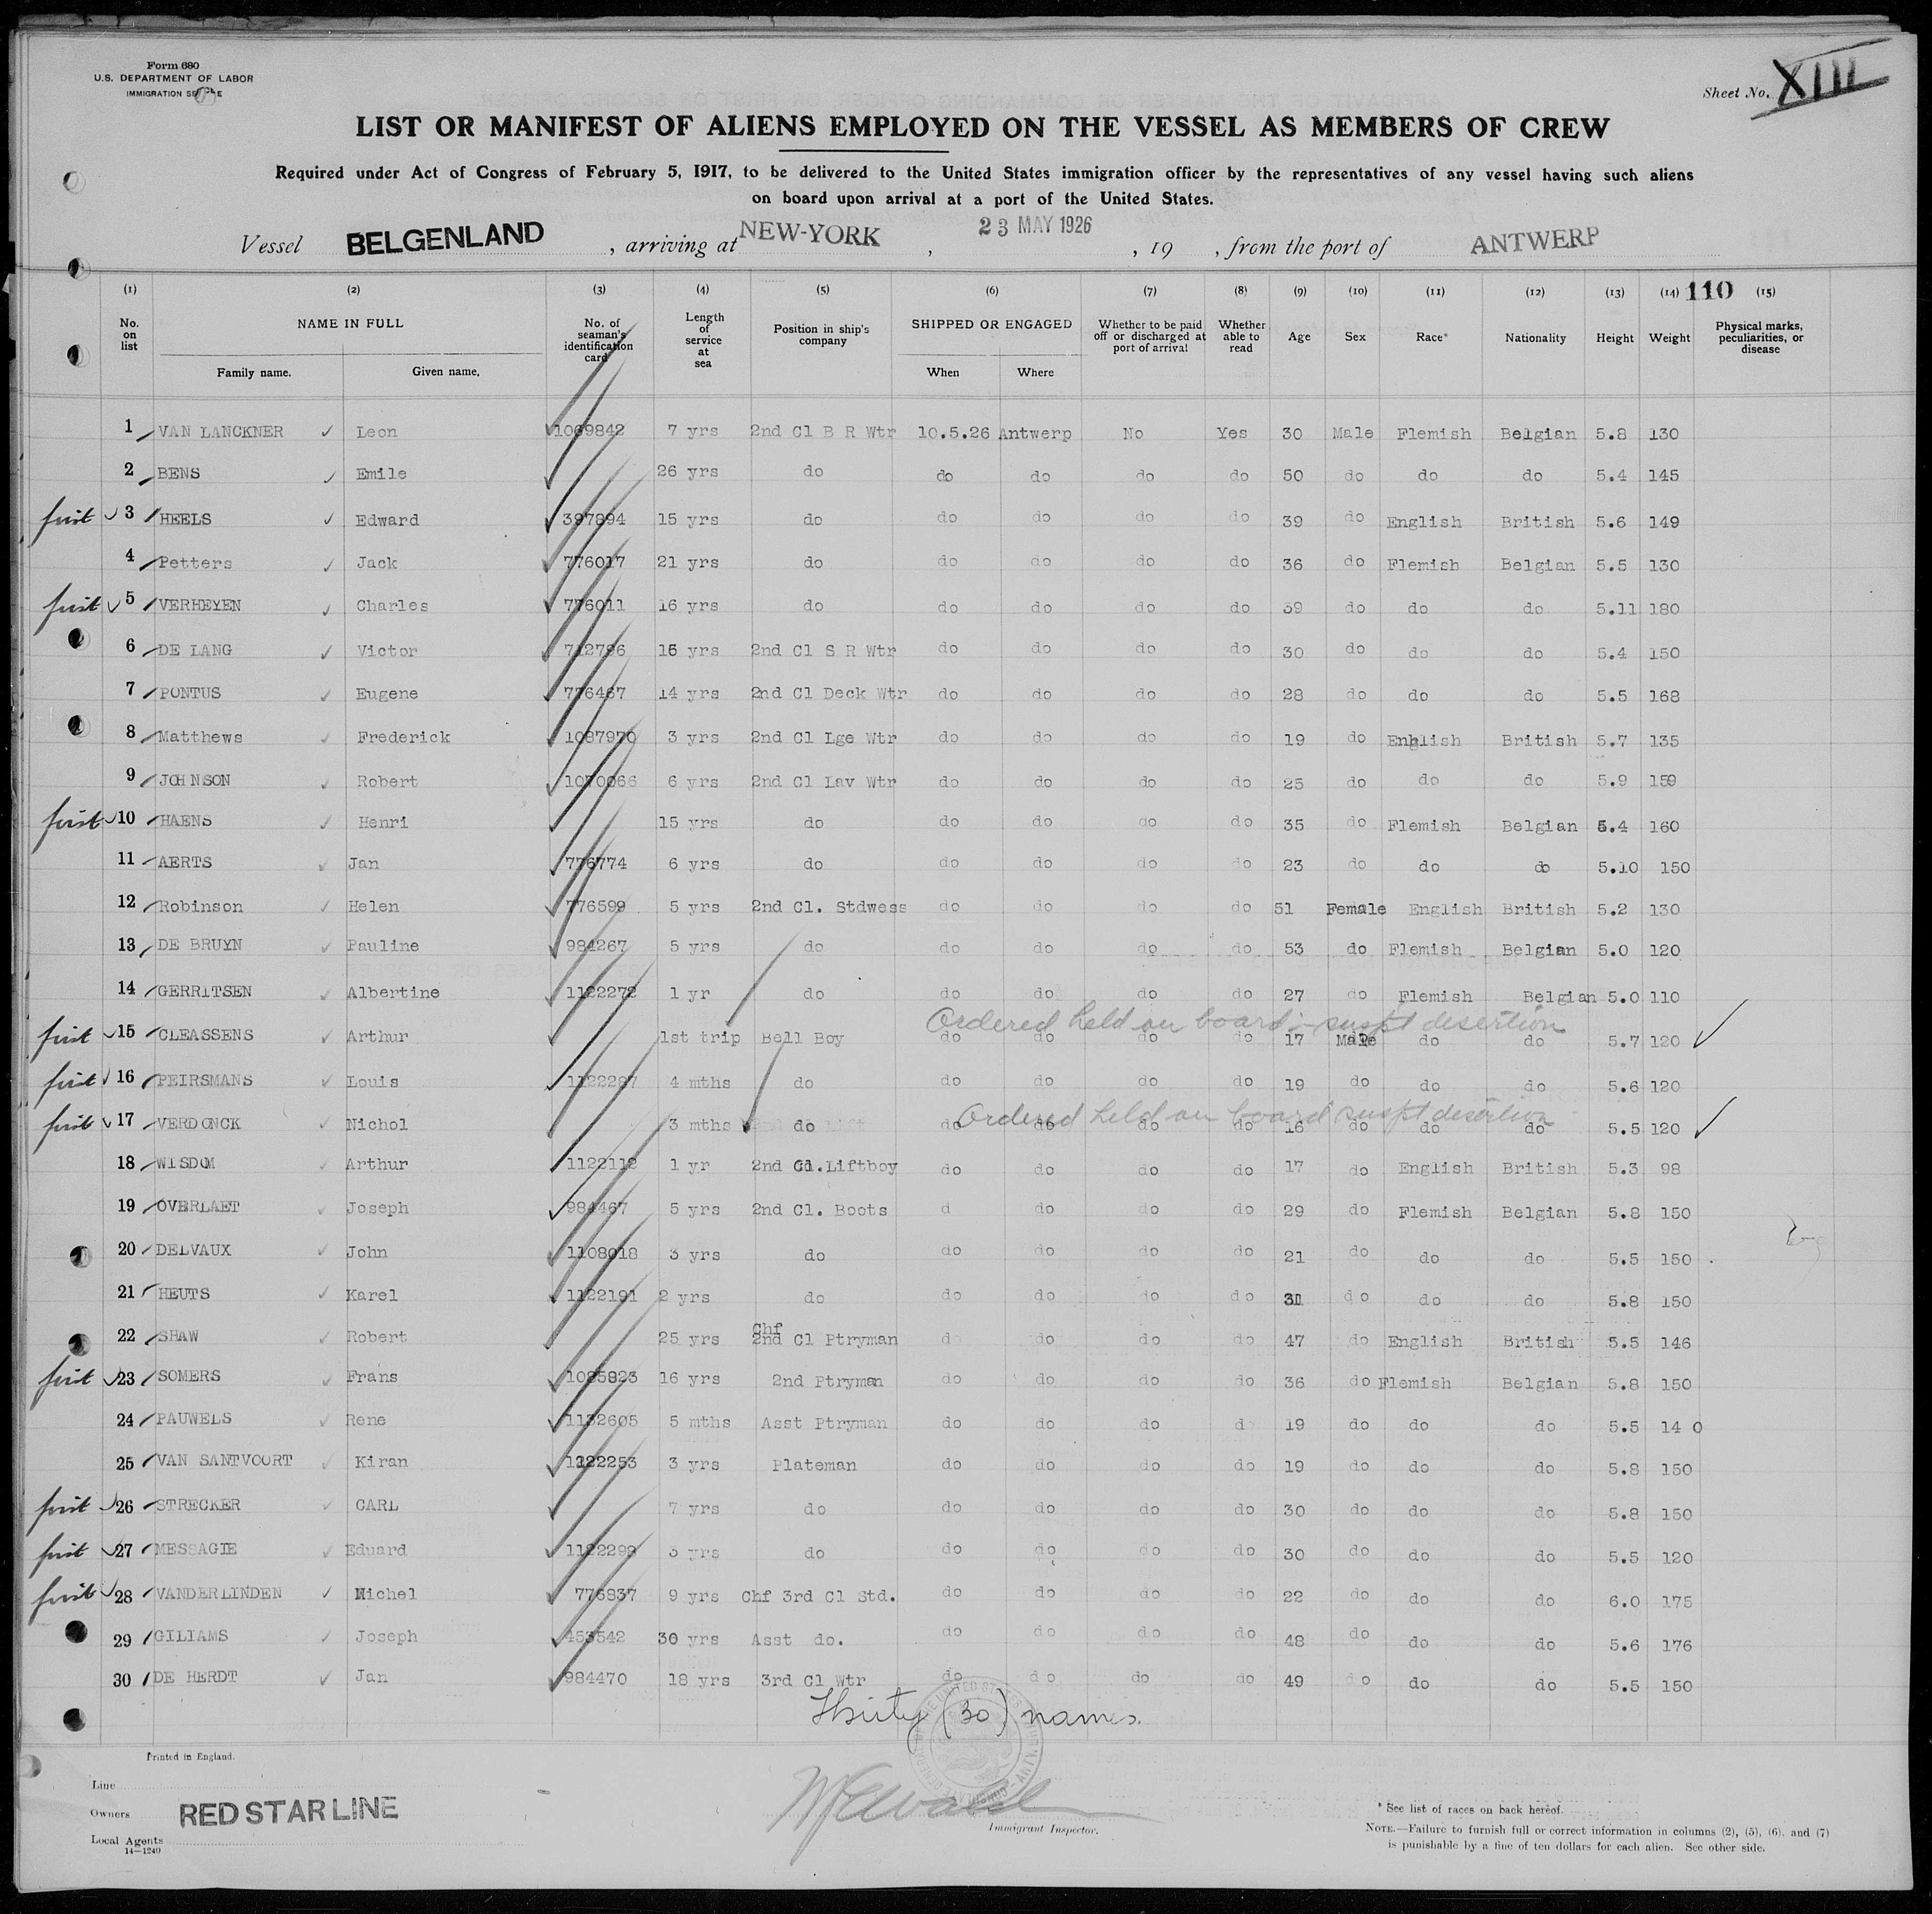 Form 680
U.S. DEPARTMENT OF LABOR
IMMIGRATION
Sheet No. XIII
LIST OR MANIFEST OF ALIENS EMPLOYED ON THE VESSEL AS MEMBERS OF CREW
Required under Act of Congress of February 5, 1917, to be delivered to the United States immigration officer by the representatives of any vessel having such aliens
on board upon arrival at a port of the United States.
Vessel BELGENLAND , arriving at NEW-YORK , 23 MAY 1926 , 19 , from the port of ANTWERP
(1) (2) (3) (4) (5) (6) (7) (8) (9) (10) (11) (12) (13) (14) 110 (15)
No. on list NAME IN FULL Family name. Given name. No. of seaman's identification card Length of service at sea Position in ship's company SHIPPED OR ENGAGED When Where Whether to be paid off or discharged at port of arrival Whether able to read Age Sex Race* Nationality Height Weight Physical marks, peculiarities, or disease
1 VAN LANCKNER Leon 1069842 7 yrs 2nd Cl B R Wtr 10.5.26 Antwerp No Yes 30 Male Flemish Belgian 5.8 130
2 BENS Emile 26 yrs do do do do do 50 do do do 5.4 145
first 3 HEELS Edward 397894 15 yrs do do do do do 39 do English British 5.6 149
4 Petters Jack 776017 21 yrs do do do do do 36 do Flemish Belgian 5.5 130
first 5 VERHEYEN Charles 776011 16 yrs do do do do do 39 do do do 5.11 180
6 DE LANG Victor 712796 16 yrs 2nd Cl S R Wtr do do do do 30 do do do 5.4 150
7 PONTUS Eugene 776467 14 yrs 2nd Cl Deck Wtr do do do do 28 do do do 5.5 168
8 Matthews Frederick 1087970 3 yrs 2nd Cl Lge Wtr do do do do 19 do English British 5.7 135
9 JOHNSON Robert 1070066 6 yrs 2nd Cl Lav Wtr do do do do 25 do do do 5.9 159
first 10 HAENS Henri 15 yrs do do do do do 35 do Flemish Belgian 5.4 160
11 AERTS Jan 776774 6 yrs do do do do do 23 do do do 5.10 150
12 Robinson Helen 776599 5 yrs 2nd Cl. Stdwess do do do do 51 Female English British 5.2 130
13 DE BRUYN Pauline 984267 5 yrs do do do do do 53 do Flemish Belgian 5.0 120
14 GERRITSEN Albertine 1122272 1 yr do do do do do 27 do Flemish Belgian 5.0 110
Ordered held on board - suspt desertion
first 15 CLEASSENS Arthur 1st trip Bell Boy do do do do 17 Male do do 5.7 120
first 16 PEIRSMANS Louis 1122297 4 mths do do do do do 19 do do do 5.6 120
Ordered held on board suspt desertion
first 17 VERDONCK Nichol 3 mths do do do do do 16 do do do 5.5 120
18 WISDOM Arthur 1122112 1 yr 2nd Cl.Liftboy do do do do 17 do English British 5.3 98
19 OVERLAET Joseph 984467 5 yrs 2nd Cl. Boots d do do do 29 do Flemish Belgian 5.8 150
20 DELVAUX John 1108018 3 yrs do do do do do 21 do do do 5.5 150
21 HEUTS Karel 1122191 2 yrs do do do do do 31 do do do 5.8 150
22 SHAW Robert 25 yrs Chf 2nd Cl Ptryman d do do do 47 do English British 5.5 146
first 23 SOMERS Frans 1085923 16 yrs 2nd Ptryman do do do do 36 do Flemish Belgian 5.8 150
24 PAUWELS Rene 1132605 5 mths Asst Ptryman do do do d 19 do do do 5.5 14 0
25 VAN SANTVOORT Kiran 1222253 3 yrs Plateman do do do do 19 do do do 5.8 150
first 26 STRECKER CARL 7 yrs do do do do do 30 do do do 5.8 150
first 27 MESSAGIE Eduard 1122299 3 yrs do do do do do 30 do do do 5.5 120
first 28 VANDERLINDEN Michel 776837 9 yrs Chf 3rd Cl Std. do do do do 22 do do do 6.0 175
29 GILIAMS Joseph 453542 30 yrs Asst do. do do do do 48 do do do 5.6 176
30 DE HERDT Jan 984470 18 yrs 3rd Cl Wtr do do do do 49 do do do 5.5 150
Thirty (30) names.
Printed in England.
Line
Owners RED STAR LINE
Local Agents
14-1240
Immigrant Inspector.
* See list of races on back hereof.
NOTE.—Failure to furnish full or correct information in columns (2), (5), (6), and (7)
is punishable by a fine of ten dollars for each alien. See other side.